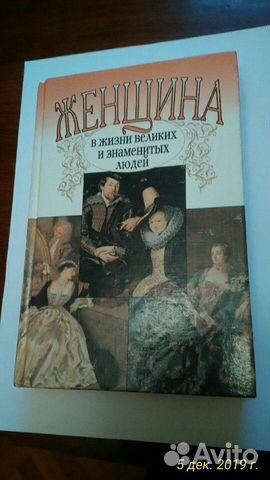 ЖЕНЩИНА
В ЖИЗНИ ВЕЛИКИХ
И ЗНАМЕНИТЫХ
ЛЮДЕЙ
5 дек. 2019 г.
Avito